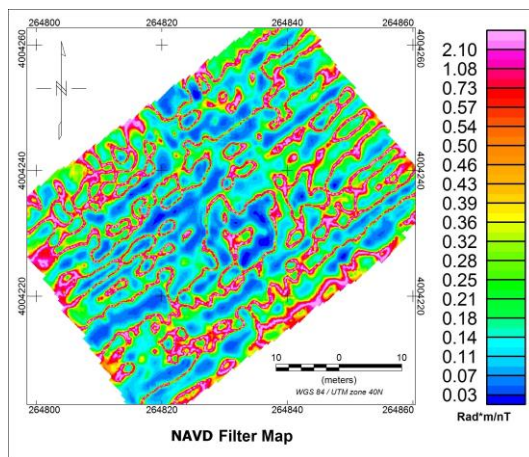 264800 264820 264840 264860
4004260 4004260
N
4004240 4004240
4004220 4004220
10 0 10
(meters)
WGS 84 / UTM zone 40N
264800 264820 264840 264860
NAVD Filter Map
2.10
1.08
0.73
0.57
0.54
0.50
0.46
0.43
0.39
0.36
0.32
0.28
0.25
0.21
0.18
0.14
0.11
0.07
0.03
Rad*m/nT